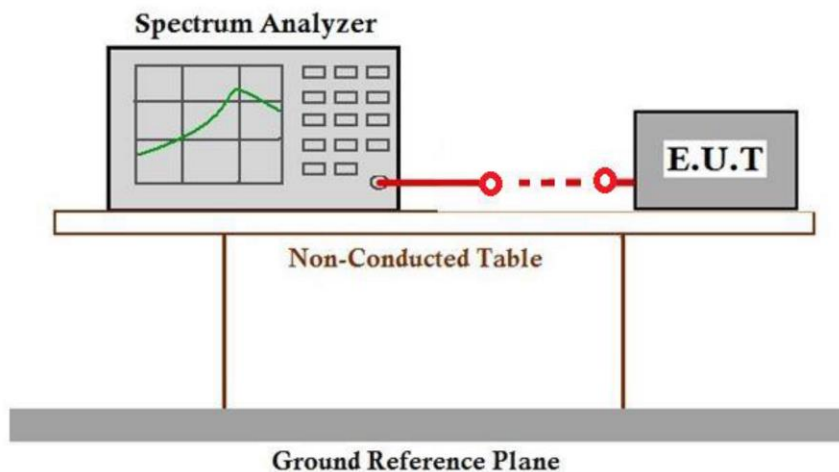 Spectrum Analyzer
E.U.T
Non-Conducted Table
Ground Reference Plane